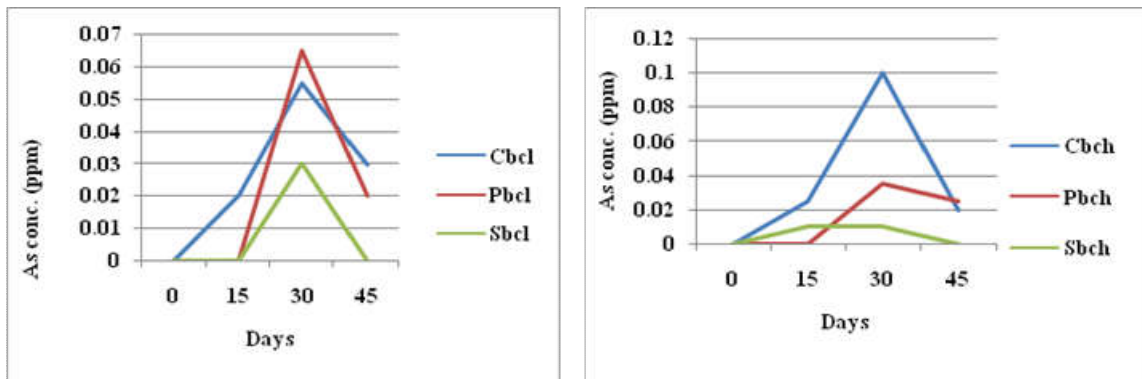 0.07
0.06
0.05
0.04
0.03
0.02
0.01
0
As conc. (ppm)
0 15 30 45
Days
Cbcl
Pbcl
Sbcl
0.12
0.1
0.08
0.06
0.04
0.02
0
As conc. (ppm)
0 15 30 45
Days
Cbch
Pbch
Sbch